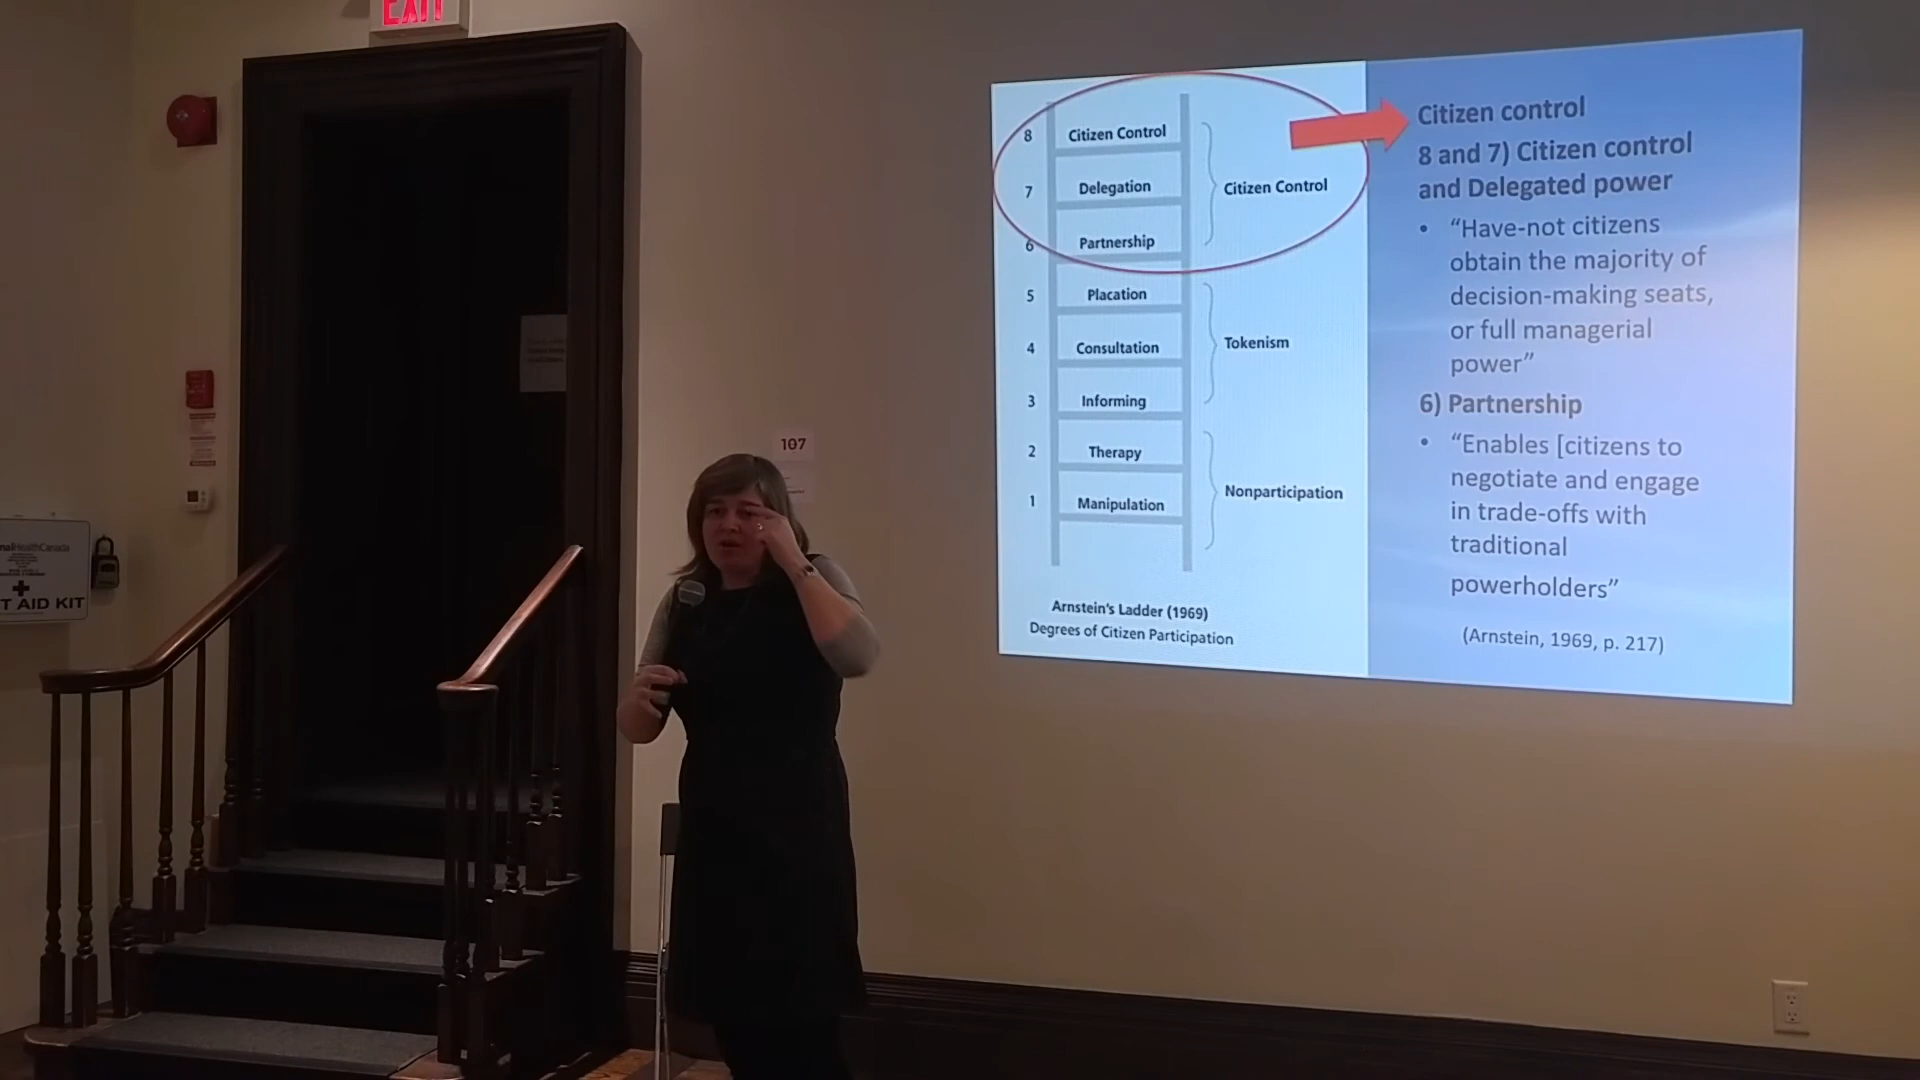 EXIT
107
nalHealthCanada
T AID KIT
8 Citizen Control
7 Delegation
6 Partnership
Citizen Control
5 Placation
4 Consultation
3 Informing
Tokenism
2 Therapy
1 Manipulation
Nonparticipation
Arnstein's Ladder (1969)
Degrees of Citizen Participation
Citizen control
8 and 7) Citizen control
and Delegated power
• “Have-not citizens
obtain the majority of
decision-making seats,
or full managerial
power”
6) Partnership
• “Enables [citizens to
negotiate and engage
in trade-offs with
traditional
powerholders”
(Arnstein, 1969, p. 217)